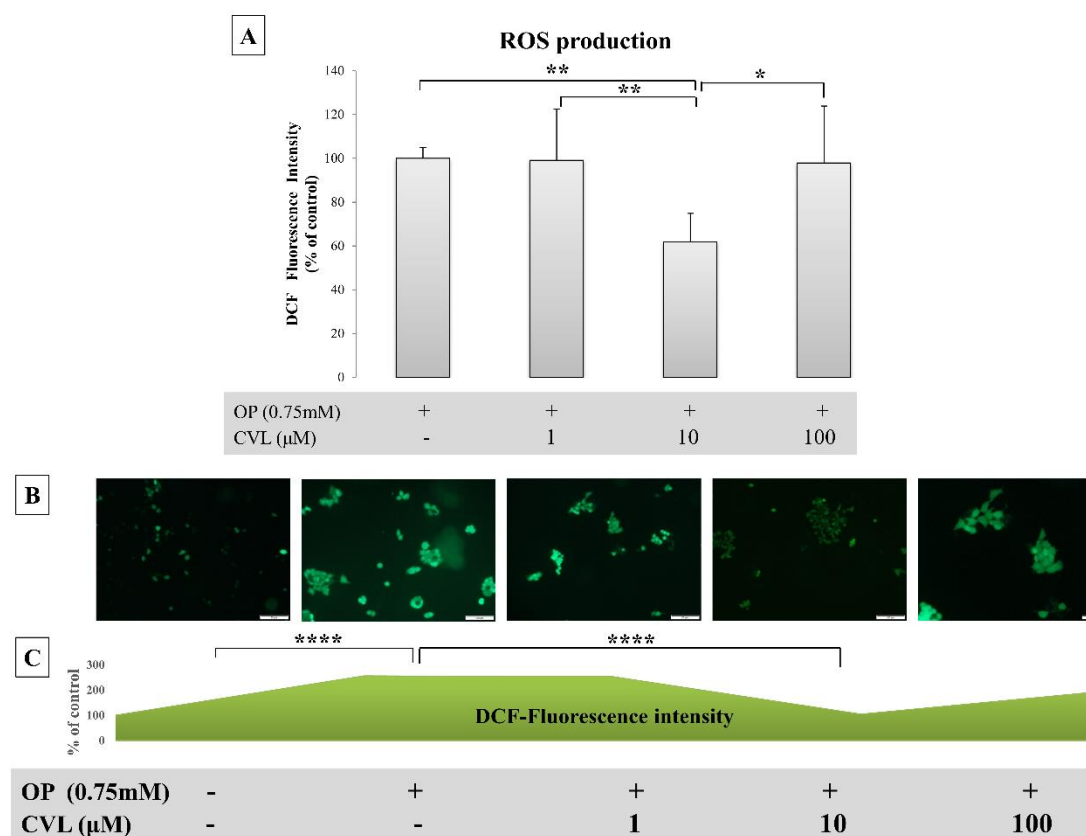 A
ROS production
**
**
*
DCF Fluorescence Intensity
(% of control)
140
120
100
80
60
40
20
0
OP (0.75mM) + + + +
CVL (μM) - 1 10 100
B
C
****
****
% of control
300
200
100
0
DCF-Fluorescence intensity
OP (0.75mM) - + + + +
CVL (μM) - - 1 10 100